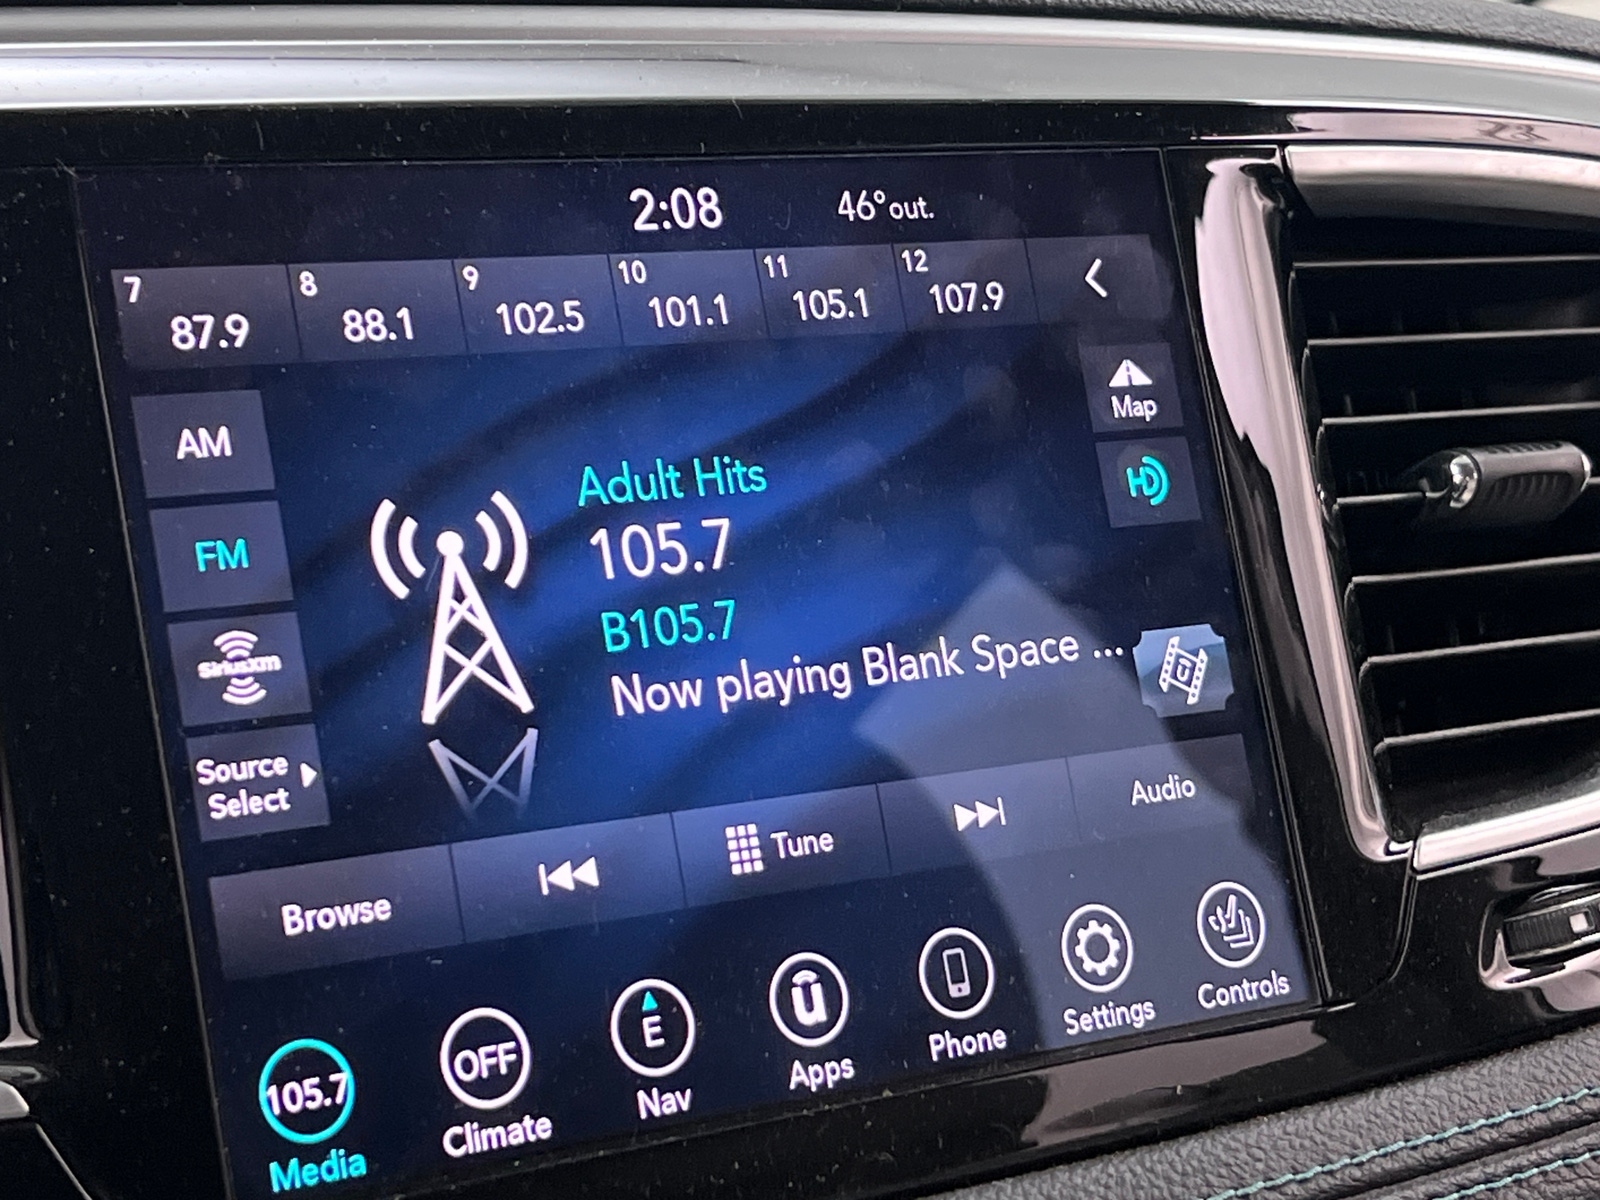 2:08 46° out.
7 87.9 8 88.1 9 102.5 10 101.1 11 105.1 12 107.9
AM
FM
SiriusXM
Source
Select
Adult Hits
105.7
B105.7
Now playing Blank Space ...
Map
HD
Browse Tune Audio
105.7 OFF E u
Media Climate Nav Apps Phone Settings Controls